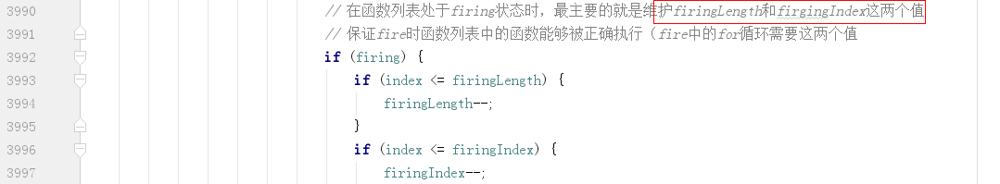 3990 // 在函数列表处于firing状态时，最主要的就是维护firingLength和firgingIndex这两个值
3991 // 保证fire时函数列表中的函数能够被正确执行（fire中的for循环需要这两个值
3992 if (firing) {
3993 if (index <= firingLength) {
3994 firingLength--;
3995 }
3996 if (index <= firingIndex) {
3997 firingIndex--;